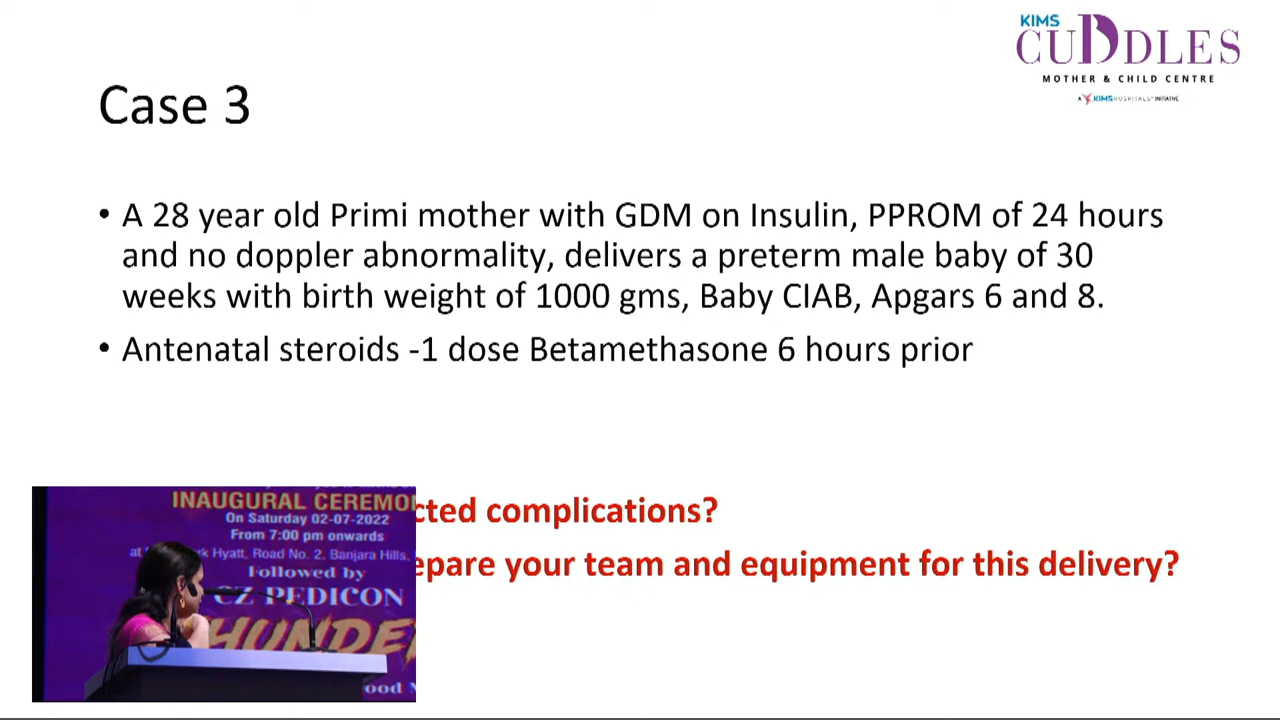 KIMS
CUDDLES
MOTHER & CHILD CENTRE
A KIMS HOSPITALS INITIATIVE
Case 3
• A 28 year old Primi mother with GDM on Insulin, PPROM of 24 hours
and no doppler abnormality, delivers a preterm male baby of 30
weeks with birth weight of 1000 gms, Baby CIAB, Apgars 6 and 8.
• Antenatal steroids -1 dose Betamethasone 6 hours prior
complications?
your team and equipment for this delivery?
INAUGURAL
On Saturday 02-07-2022
From 7:00 pm onwards
Road No. 2, Banjara Hills.
Followed by
CZ PEDICON